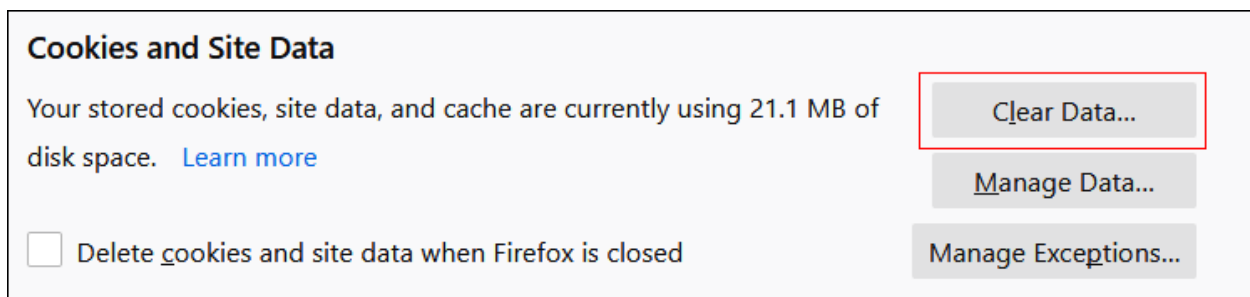 Cookies and Site Data
Your stored cookies, site data, and cache are currently using 21.1 MB of
disk space. Learn more
Clear Data...
Manage Data...
Delete cookies and site data when Firefox is closed
Manage Exceptions...